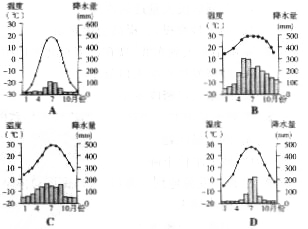 温度 降水量 温度 降水量
(℃) (mm) (℃) (mm)
30 600 30 500
20 500 20 400
10 400 10 300
0 300 0 200
-10 200 -10 100
-20 100 -20 0
-30 0
1 4 7 10月份 1 4 7 10月份
A B
温度 降水量 温度 降水量
(℃) (mm) (℃) (mm)
30 500 30 500
20 400 20 400
10 300 10 300
0 200 0 200
-10 100 -10 100
-20 0 -20 0
1 4 7 10月份 1 4 7 10月份
C D